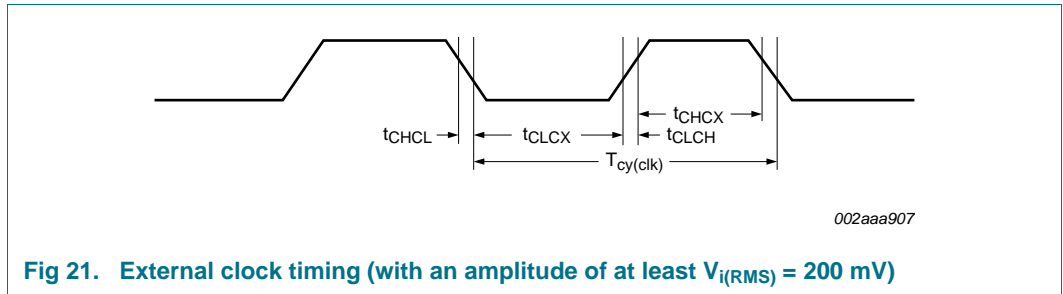 tCHCX
tCHCL tCLCX tCLCH
Tcy(clk)
002aaa907
Fig 21. External clock timing (with an amplitude of at least Vi(RMS) = 200 mV)